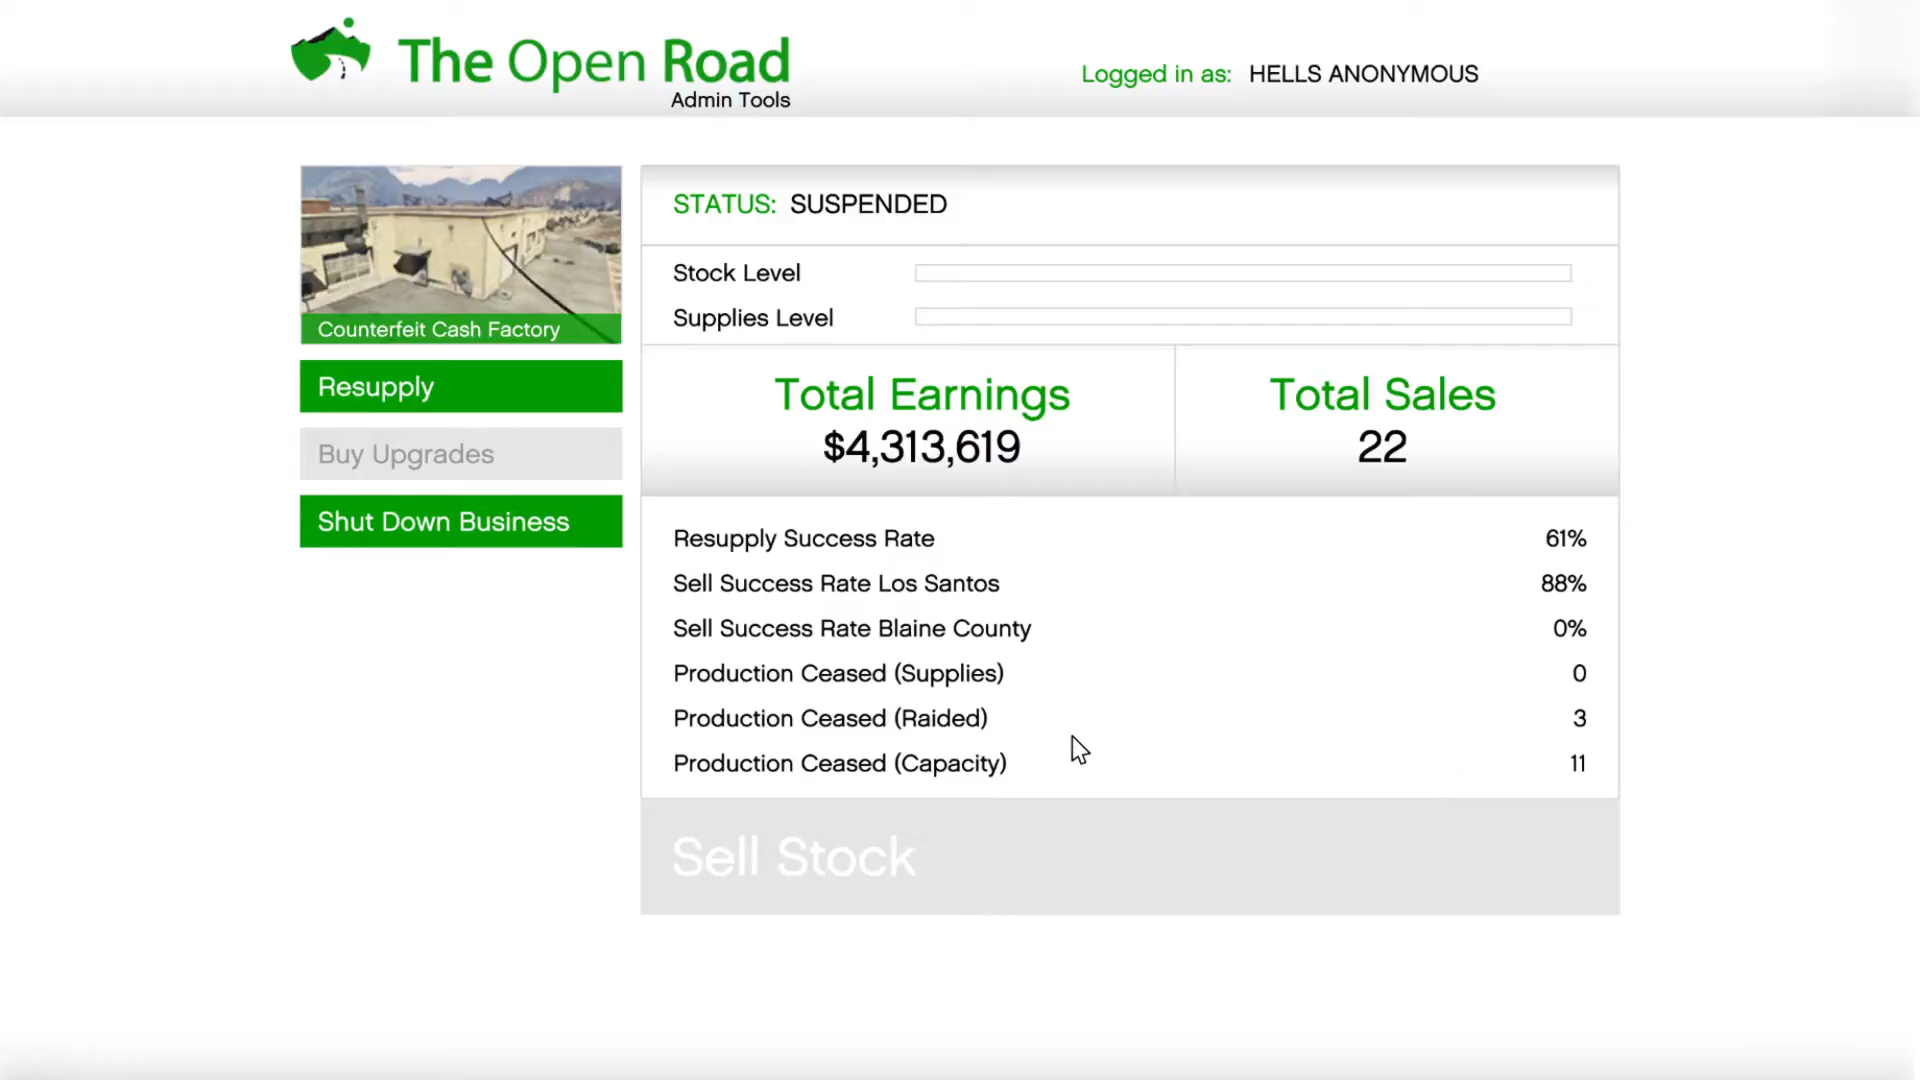 The Open Road
Admin Tools
Logged in as: HELLS ANONYMOUS
Counterfeit Cash Factory
Resupply
Buy Upgrades
Shut Down Business
STATUS: SUSPENDED
Stock Level
Supplies Level
Total Earnings
$4,313,619
Total Sales
22
Resupply Success Rate 61%
Sell Success Rate Los Santos 88%
Sell Success Rate Blaine County 0%
Production Ceased (Supplies) 0
Production Ceased (Raided) 3
Production Ceased (Capacity) 11
Sell Stock